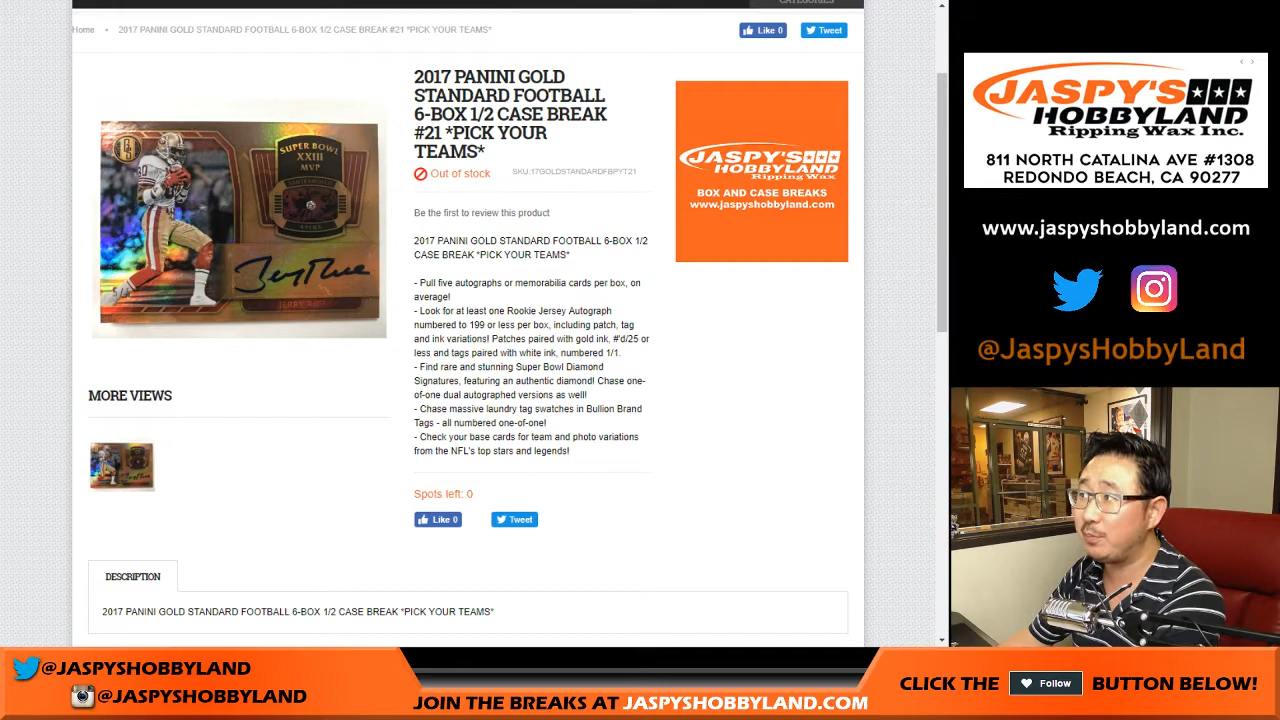 CATEGORIES
Home • 2017 PANINI GOLD STANDARD FOOTBALL 6-BOX 1/2 CASE BREAK #21 *PICK YOUR TEAMS*
Like 0
Tweet
2017 PANINI GOLD
STANDARD FOOTBALL
6-BOX 1/2 CASE BREAK
#21 *PICK YOUR
TEAMS*
Out of stock
SKU:17GOLDSTANDARDFBPYT21
Be the first to review this product
2017 PANINI GOLD STANDARD FOOTBALL 6-BOX 1/2
CASE BREAK *PICK YOUR TEAMS*
- Pull five autographs or memorabilia cards per box, on
average!
- Look for at least one Rookie Jersey Autograph
numbered to 199 or less per box, including patch, tag
and ink variations! Patches paired with gold ink, #'d/25 or
less and tags paired with white ink, numbered 1/1.
- Find rare and stunning Super Bowl Diamond
Signatures, featuring an authentic diamond! Chase one-
of-one dual autographed versions as well!
- Chase massive laundry tag swatches in Bullion Brand
Tags - all numbered one-of-one!
- Check your base cards for team and photo variations
from the NFL's top stars and legends!
Spots left: 0
Like 0
Tweet
SUPER BOWL
XXIII
MVP
JERRY RICE
MORE VIEWS
DESCRIPTION
2017 PANINI GOLD STANDARD FOOTBALL 6-BOX 1/2 CASE BREAK *PICK YOUR TEAMS*
JASPY'S
HOBBYLAND
Ripping Wax
BOX AND CASE BREAKS
www.jaspyshobbyland.com
JASPY'S
HOBBYLAND
Ripping Wax Inc.
811 NORTH CATALINA AVE #1308
REDONDO BEACH, CA 90277
www.jaspyshobbyland.com
@JaspysHobbyLand
@JASPYSHOBBYLAND
@JASPYSHOBBYLAND
JOIN THE BREAKS AT JASPYSHOBBYLAND.COM
CLICK THE Follow BUTTON BELOW!